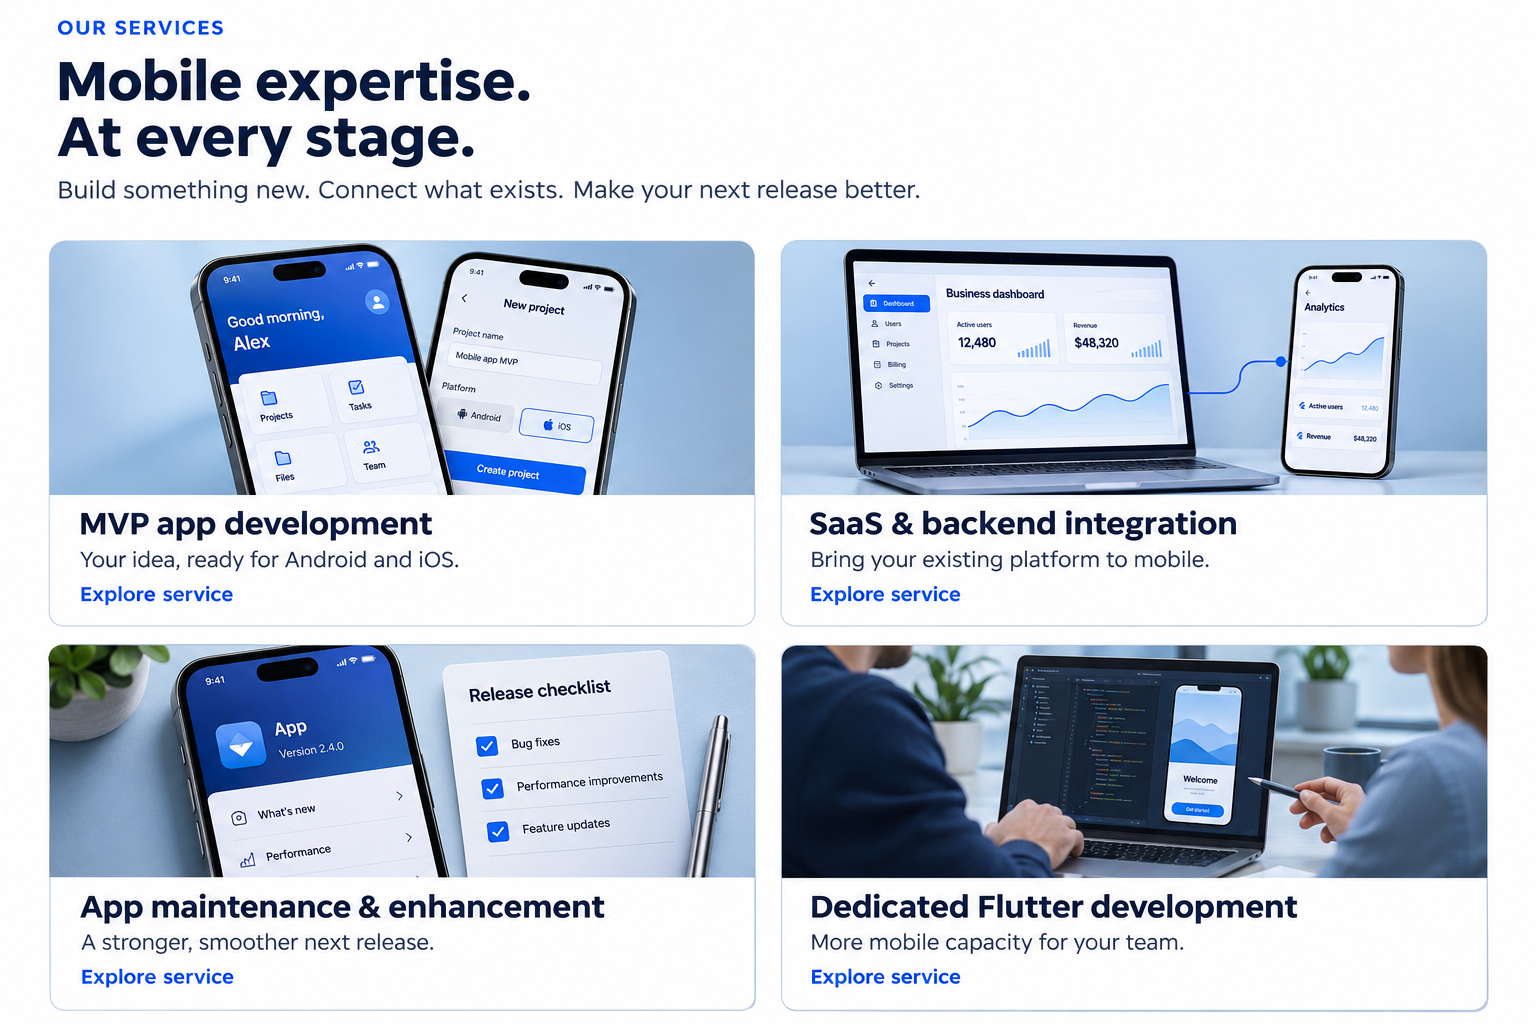 OUR SERVICES
Mobile expertise.
At every stage.
Build something new. Connect what exists. Make your next release better.
9:41
Good morning,
Alex
Projects
Tasks
Files
Team
9:41
New project
Project name
Mobile app MVP
Platform
Android
iOS
Create project
MVP app development
Your idea, ready for Android and iOS.
Explore service
Dashboard
Users
Projects
Billing
Settings
Business dashboard
Active users
12,480
Revenue
$48,320
9:41
Analytics
Active users 12,480
Revenue $48,320
SaaS & backend integration
Bring your existing platform to mobile.
Explore service
9:41
App
Version 2.4.0
What's new
Performance
Release checklist
Bug fixes
Performance improvements
Feature updates
App maintenance & enhancement
A stronger, smoother next release.
Explore service
Welcome
Get started
Dedicated Flutter development
More mobile capacity for your team.
Explore service